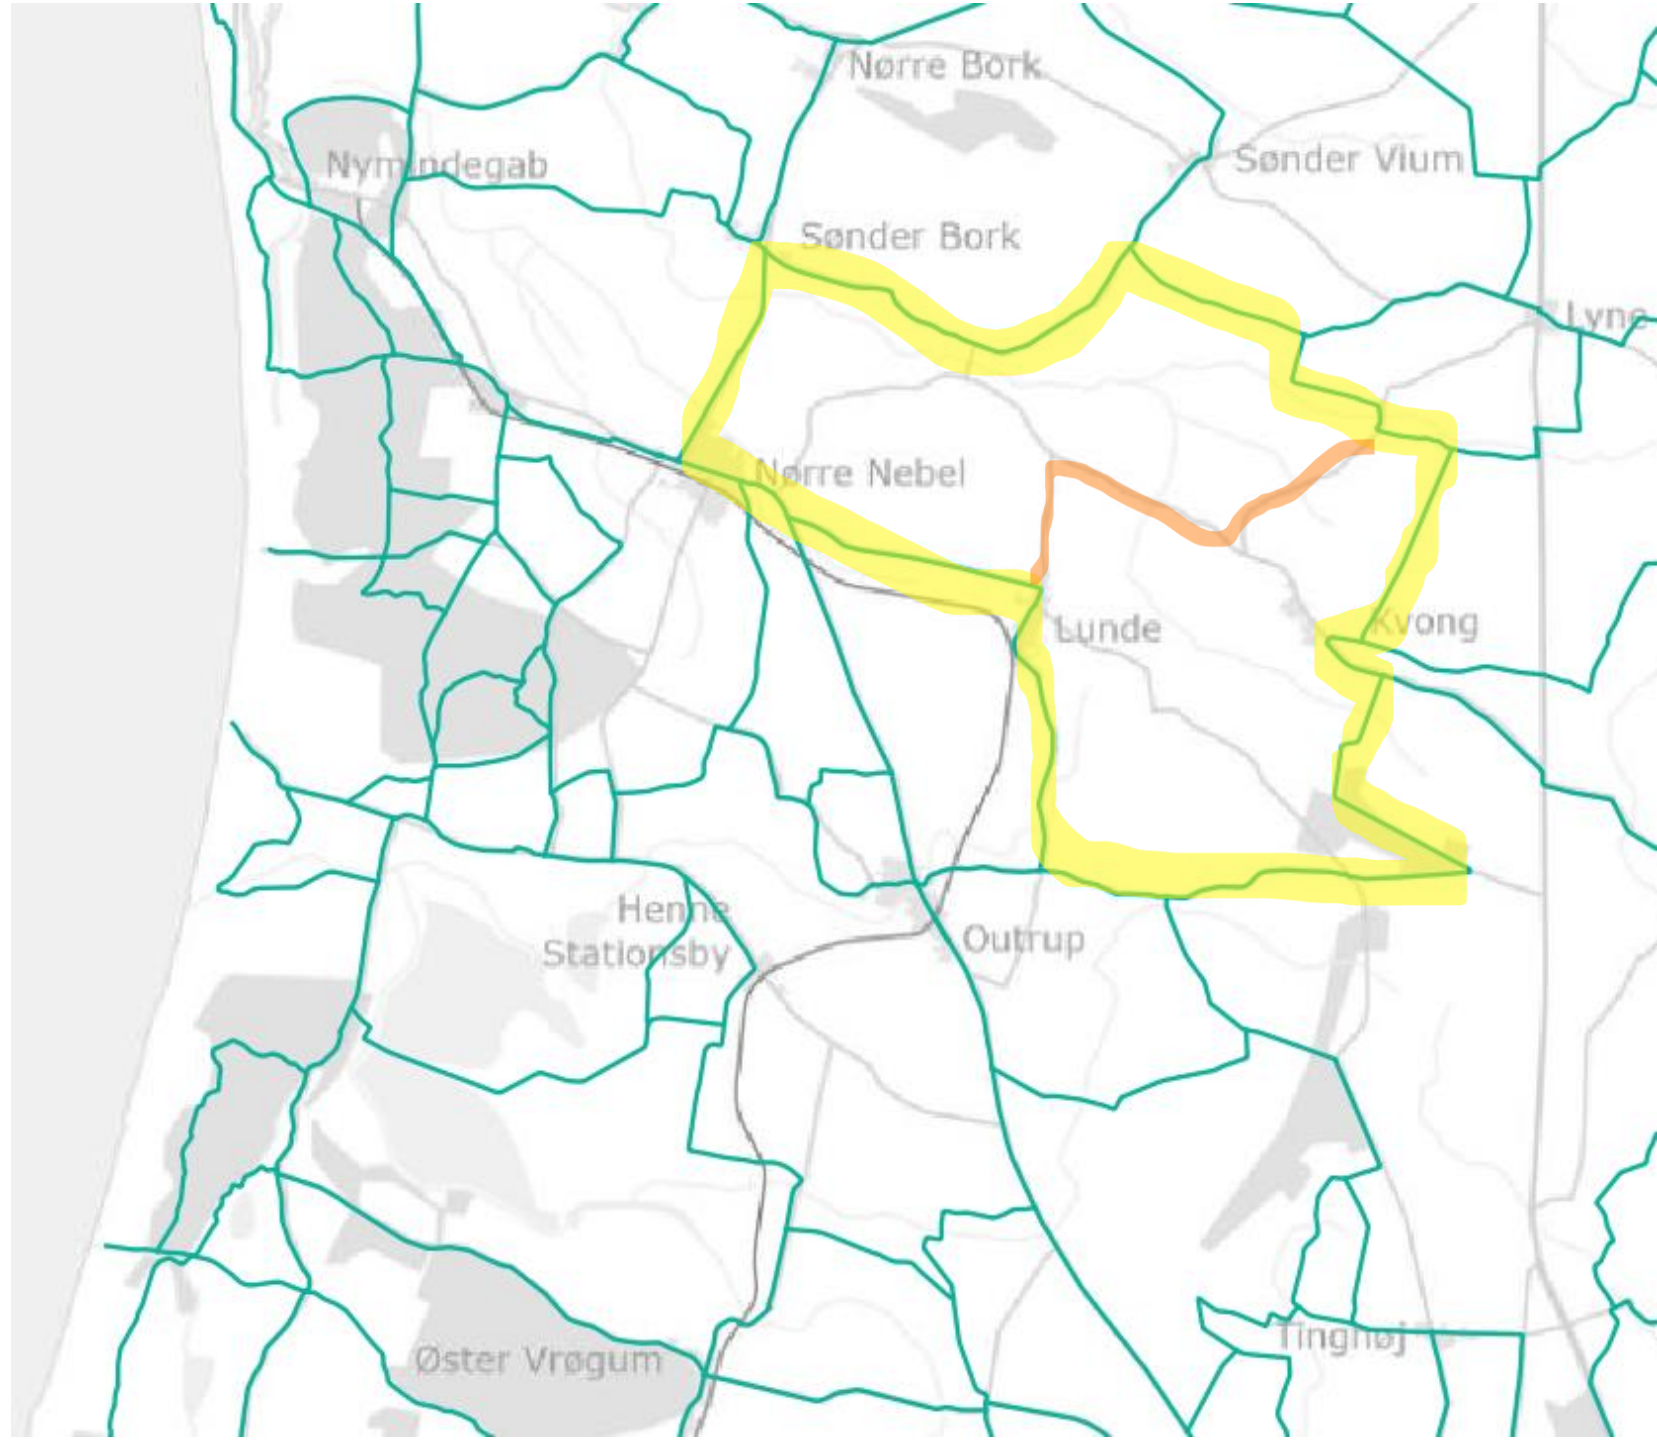 Nørre Bork
Nymindegab
Sønder Vium
Sønder Bork
Lyne
Nørre Nebel
Lunde
Kvong
Henne
Stationsby
Outrup
Øster Vrøgum
Tinghøj